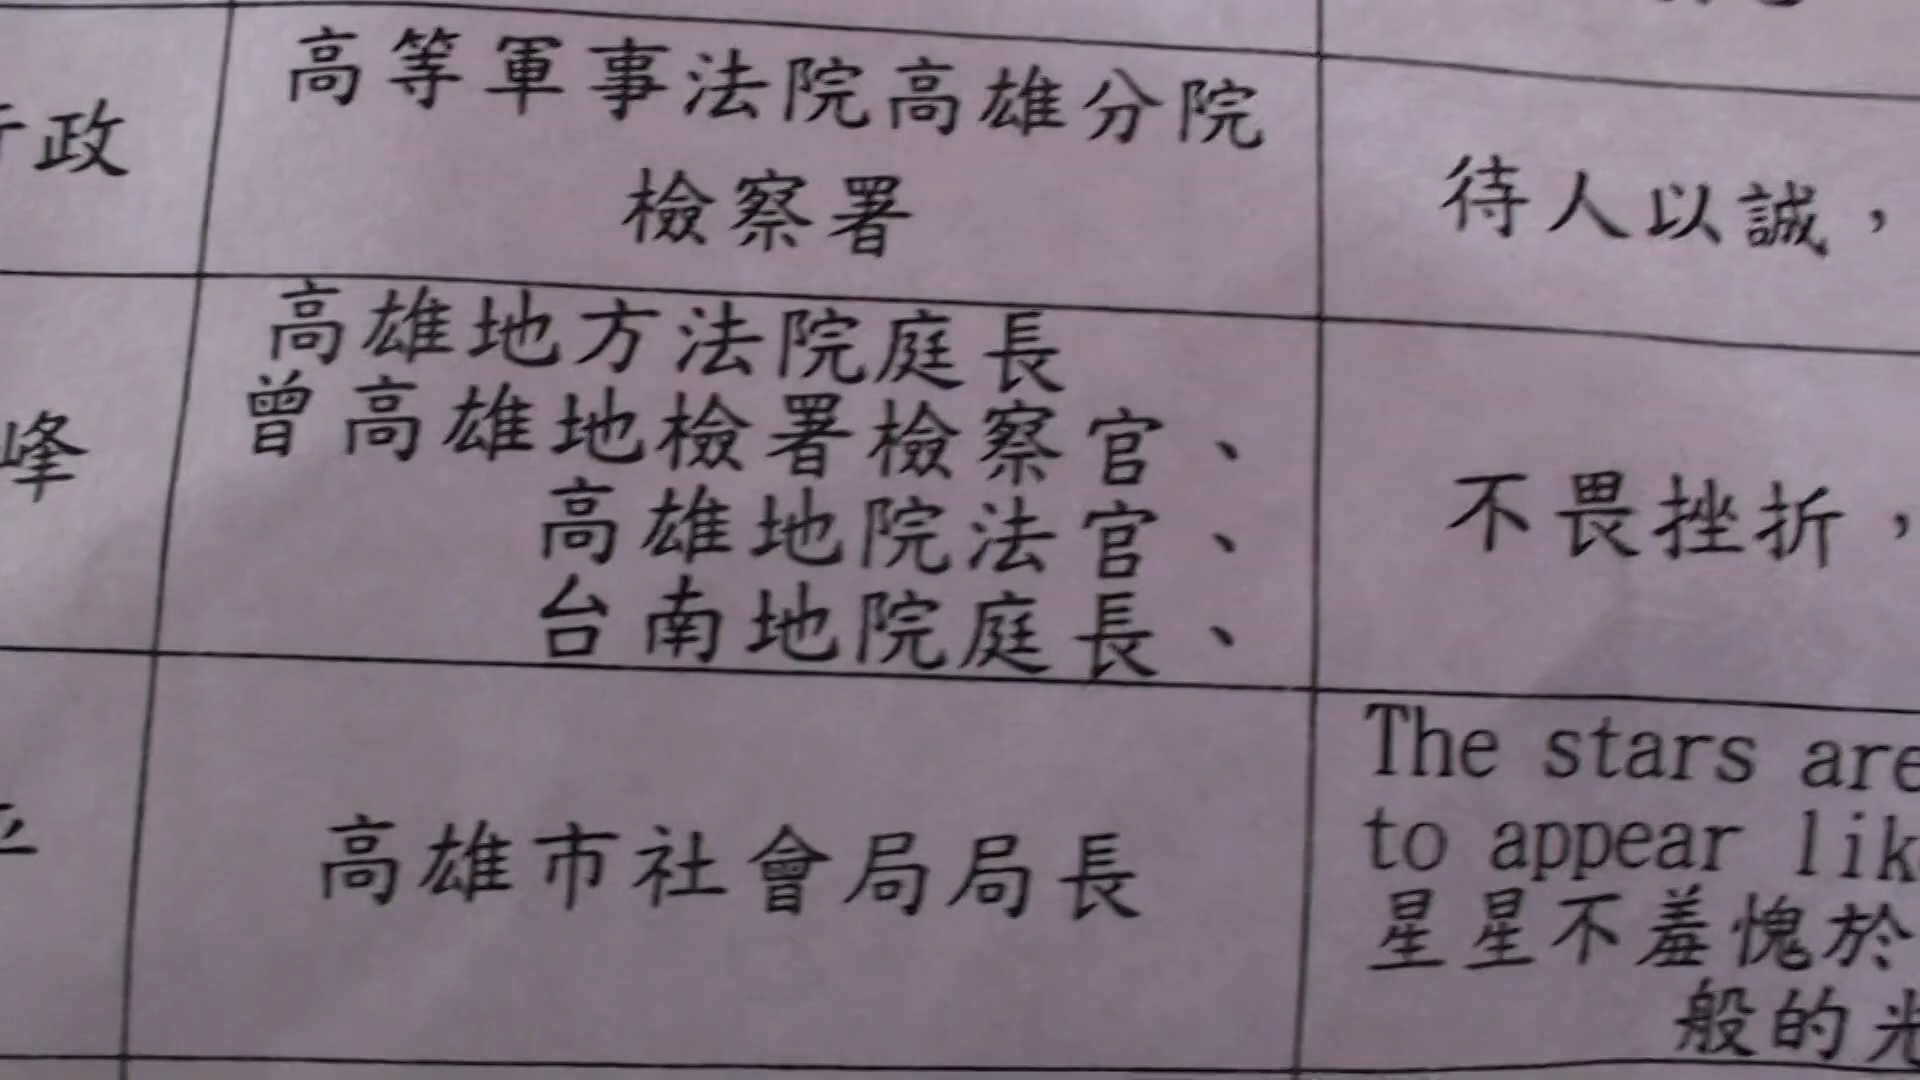 政
高等軍事法院高雄分院
檢察署
待人以誠，
峰
高雄地方法院庭長
曾高雄地檢署檢察官、
高雄地院法官、
台南地院庭長、
不畏挫折，
高雄市社會局局長
The stars are
to appear lik
星星不羞愧於
般的光